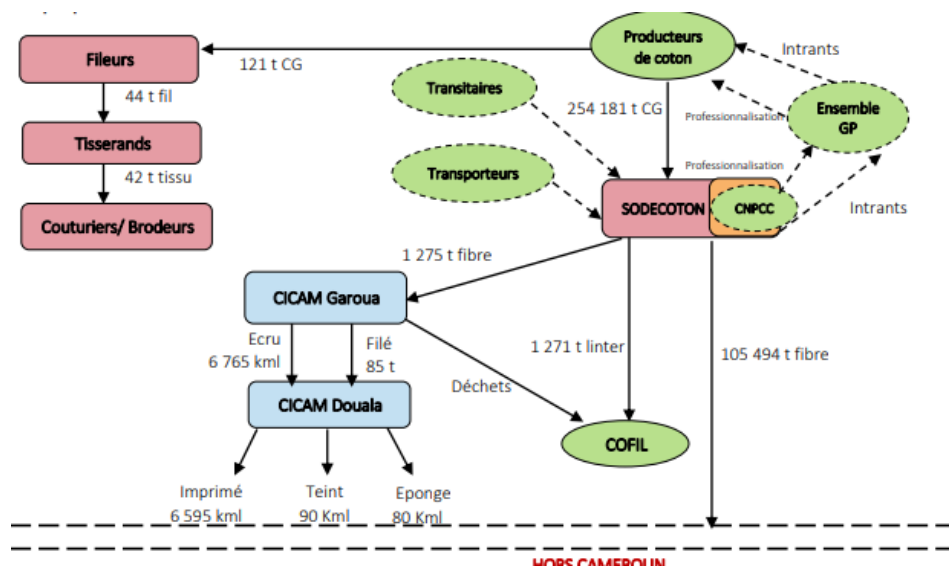 Fileurs
121 t CG
Producteurs
de coton
Intrants
44 t fil
Transitaires
254 181 t CG
Professionnalisation
Ensemble
GP
Tisserands
42 t tissu
Transporteurs
Professionnalisation
Couturiers/ Brodeurs
SODECOTON
CNPCC
Intrants
1 275 t fibre
CICAM Garoua
Ecru
6 765 kml
Filé
85 t
1 271 t linter
105 494 t fibre
Déchets
CICAM Douala
COFIL
Imprimé
6 595 kml
Teint
90 Kml
Eponge
80 Kml
HORS CAMEROUN